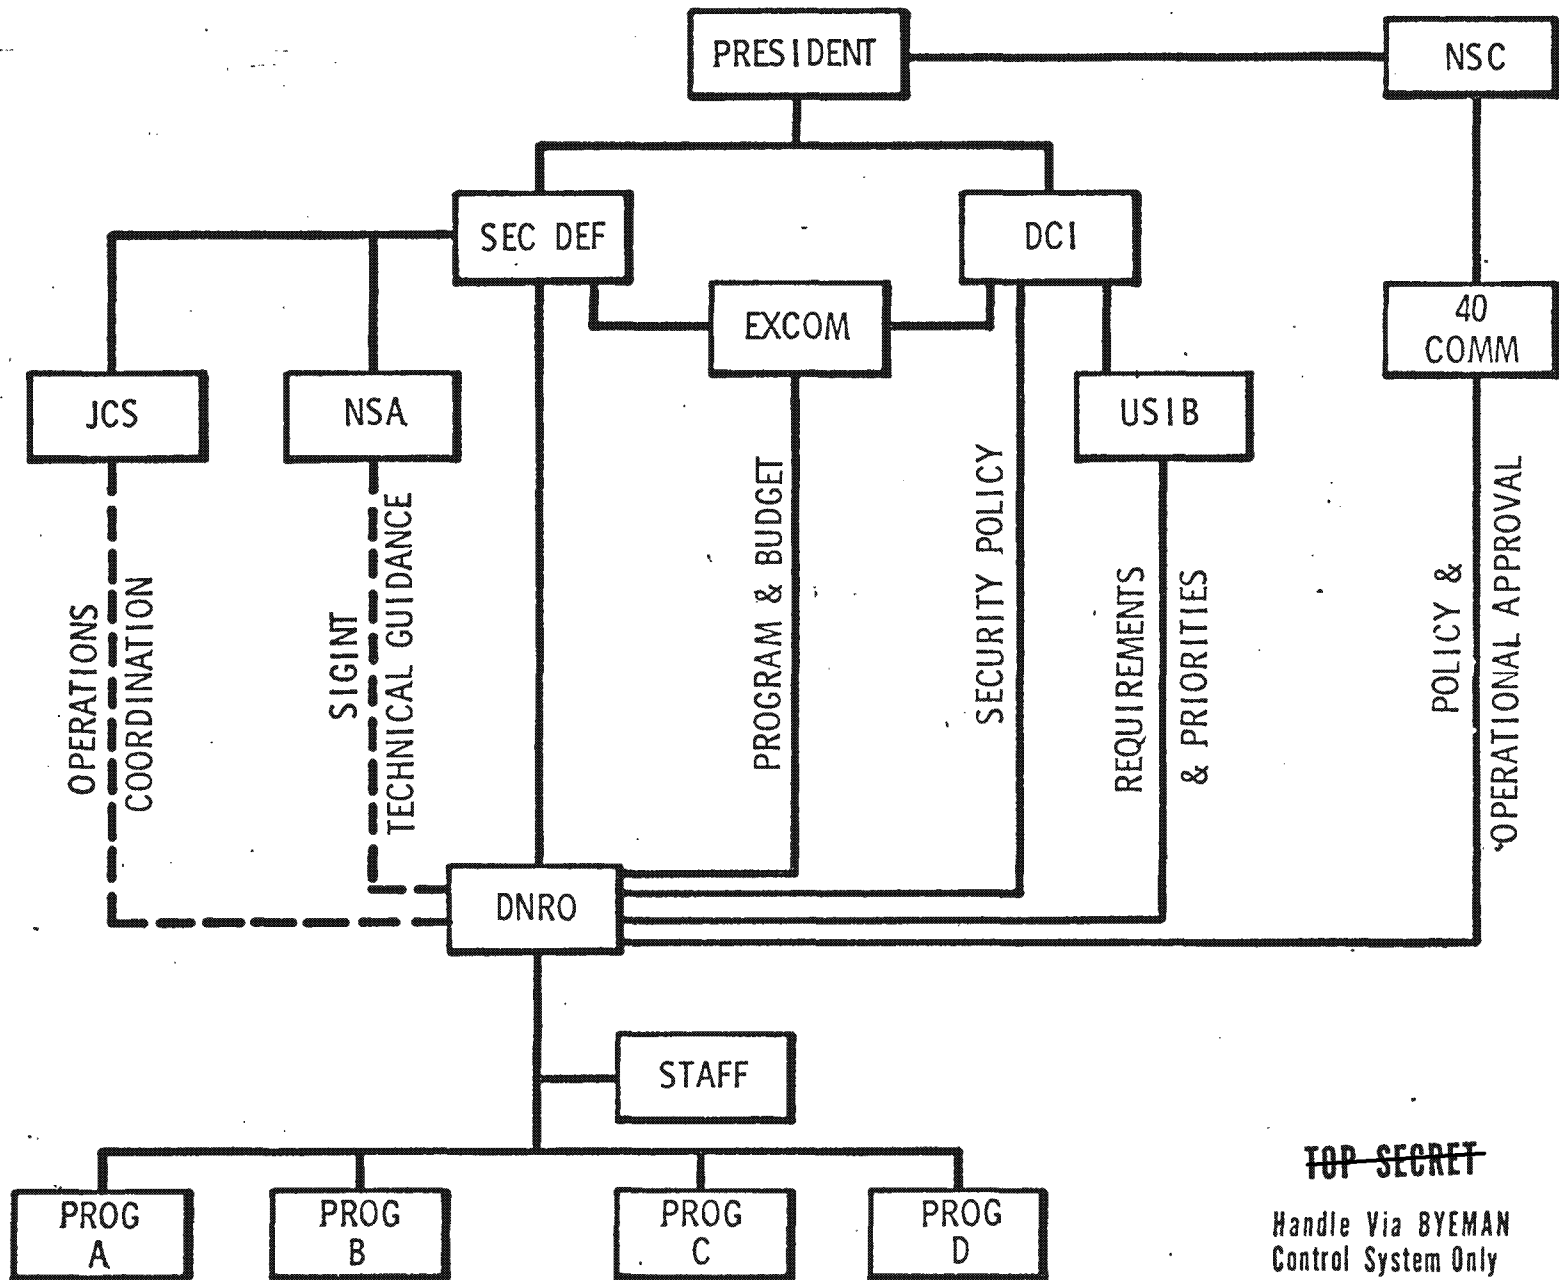 PRESIDENT
NSC
SEC DEF
DCI
EXCOM
40
COMM
JCS
NSA
USIB
OPERATIONS
COORDINATION
SIGINT
TECHNICAL GUIDANCE
PROGRAM & BUDGET
SECURITY POLICY
REQUIREMENTS
& PRIORITIES
POLICY &
OPERATIONAL APPROVAL
DNRO
STAFF
PROG
A
PROG
B
PROG
C
PROG
D
TOP SECRET
Handle Via BYEMAN
Control System Only